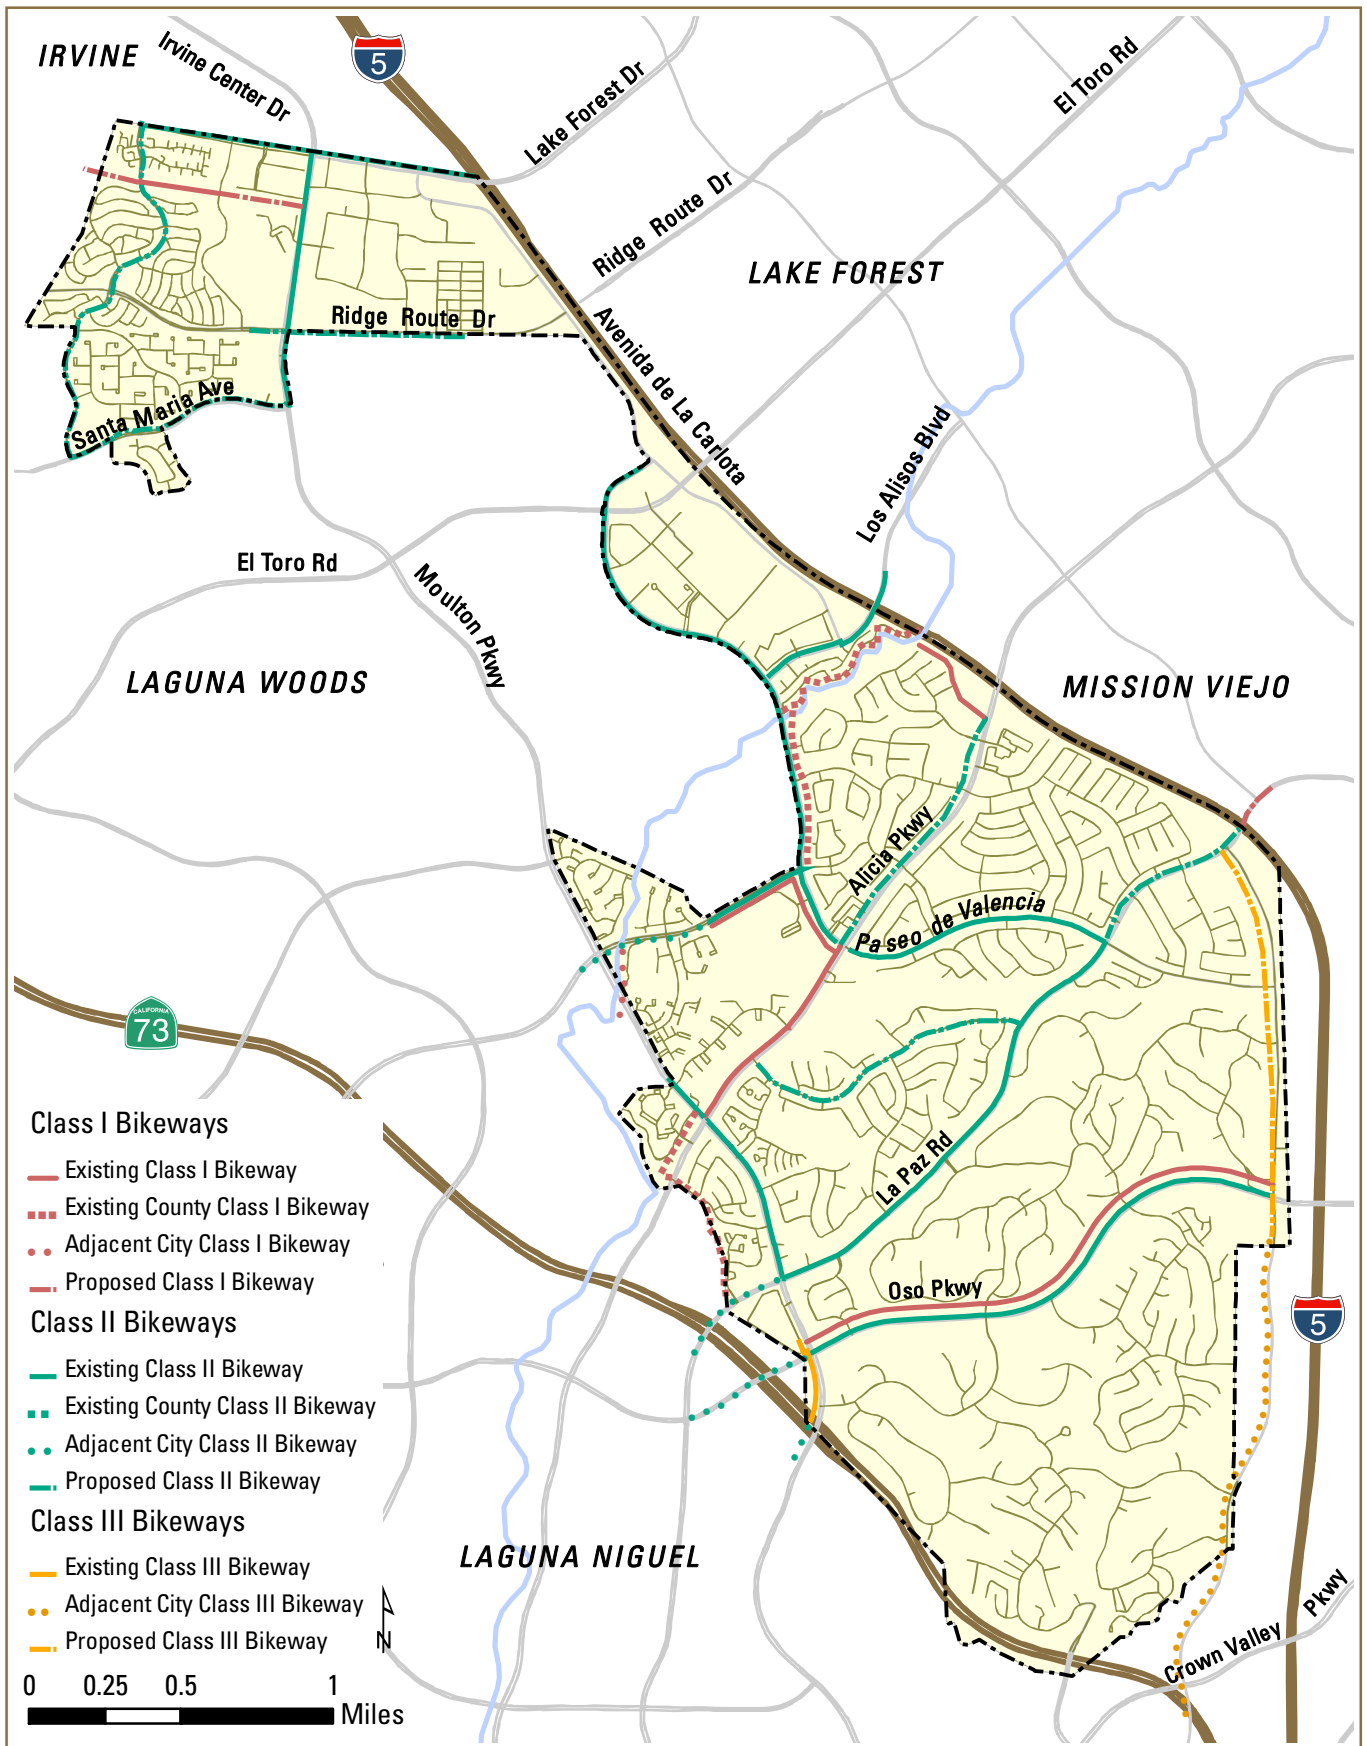 IRVINE
Irvine Center Dr
5
Lake Forest Dr
El Toro Rd
Ridge Route Dr
LAKE FOREST
Ridge Route Dr
Avenida de La Carlota
Santa Maria Ave
Los Alisos Blvd
El Toro Rd
Moulton Pkwy
LAGUNA WOODS
MISSION VIEJO
Alicia Pkwy
Paseo de Valencia
CALIFORNIA
73
La Paz Rd
Oso Pkwy
5
LAGUNA NIGUEL
Crown Valley Pkwy
Class I Bikeways
Existing Class I Bikeway
Existing County Class I Bikeway
Adjacent City Class I Bikeway
Proposed Class I Bikeway
Class II Bikeways
Existing Class II Bikeway
Existing County Class II Bikeway
Adjacent City Class II Bikeway
Proposed Class II Bikeway
Class III Bikeways
Existing Class III Bikeway
Adjacent City Class III Bikeway
Proposed Class III Bikeway
N
0 0.25 0.5 1
Miles